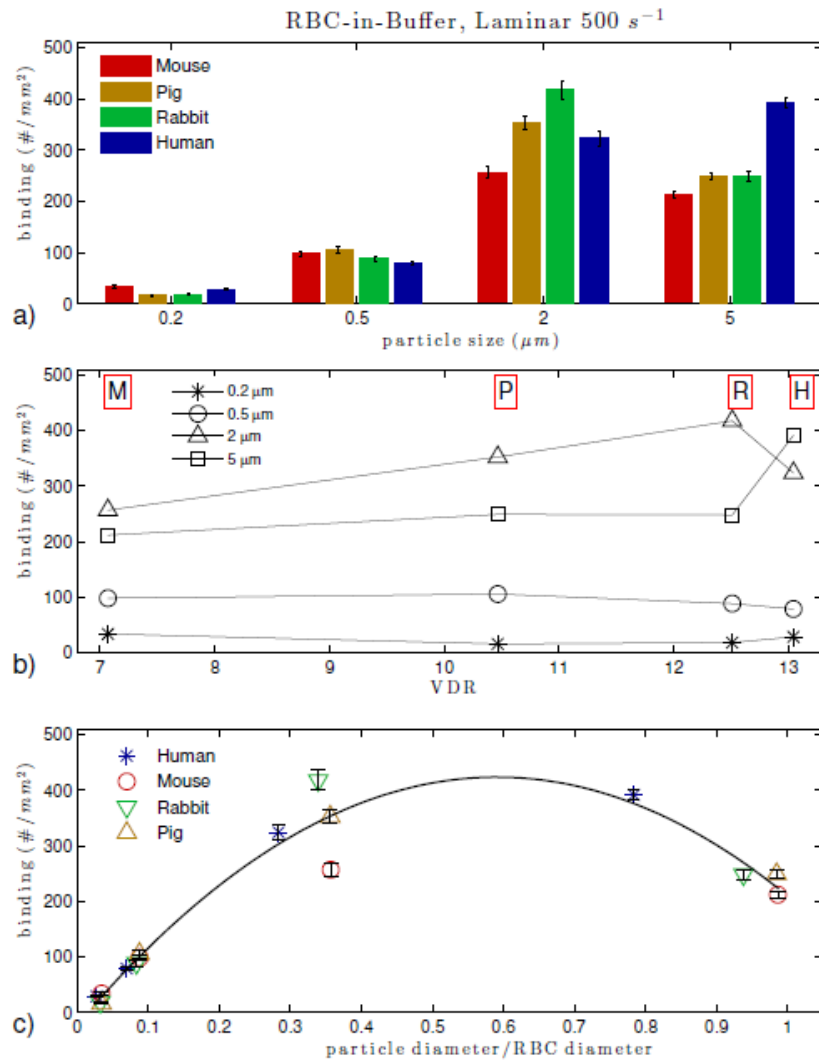 RBC-in-Buffer, Laminar 500 s⁻¹
500
400
300
200
100
0
binding (#/mm²)
Mouse
Pig
Rabbit
Human
0.2 0.5 2 5
particle size (μm)
a)
500
400
300
200
100
0
binding (#/mm²)
M P R H
0.2 μm
0.5 μm
2 μm
5 μm
7 8 9 10 11 12 13
VDR
b)
500
400
300
200
100
0
binding (#/mm²)
Human
Mouse
Rabbit
Pig
0 0.1 0.2 0.3 0.4 0.5 0.6 0.7 0.8 0.9 1
particle diameter/RBC diameter
c)